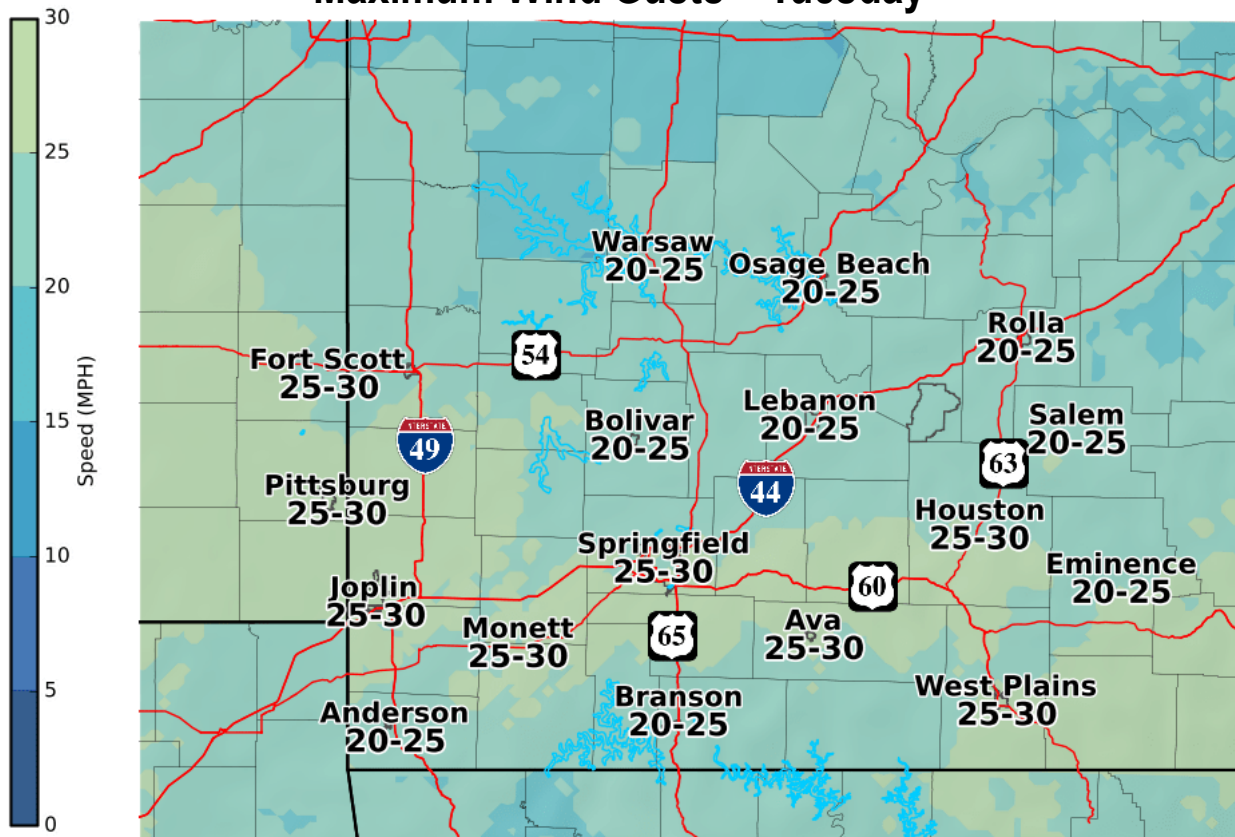 Maximum Wind Gusts - Tuesday
30
25
20
15
10
5
0
Speed (MPH)
Warsaw
20-25
Osage Beach
20-25
Rolla
20-25
Fort Scott
25-30
54
Bolivar
20-25
Lebanon
20-25
Salem
20-25
INTERSTATE
49
INTERSTATE
44
63
Pittsburg
25-30
Houston
25-30
Springfield
25-30
Eminence
20-25
Joplin
25-30
60
Monett
25-30
65
Ava
25-30
Anderson
20-25
Branson
20-25
West Plains
25-30